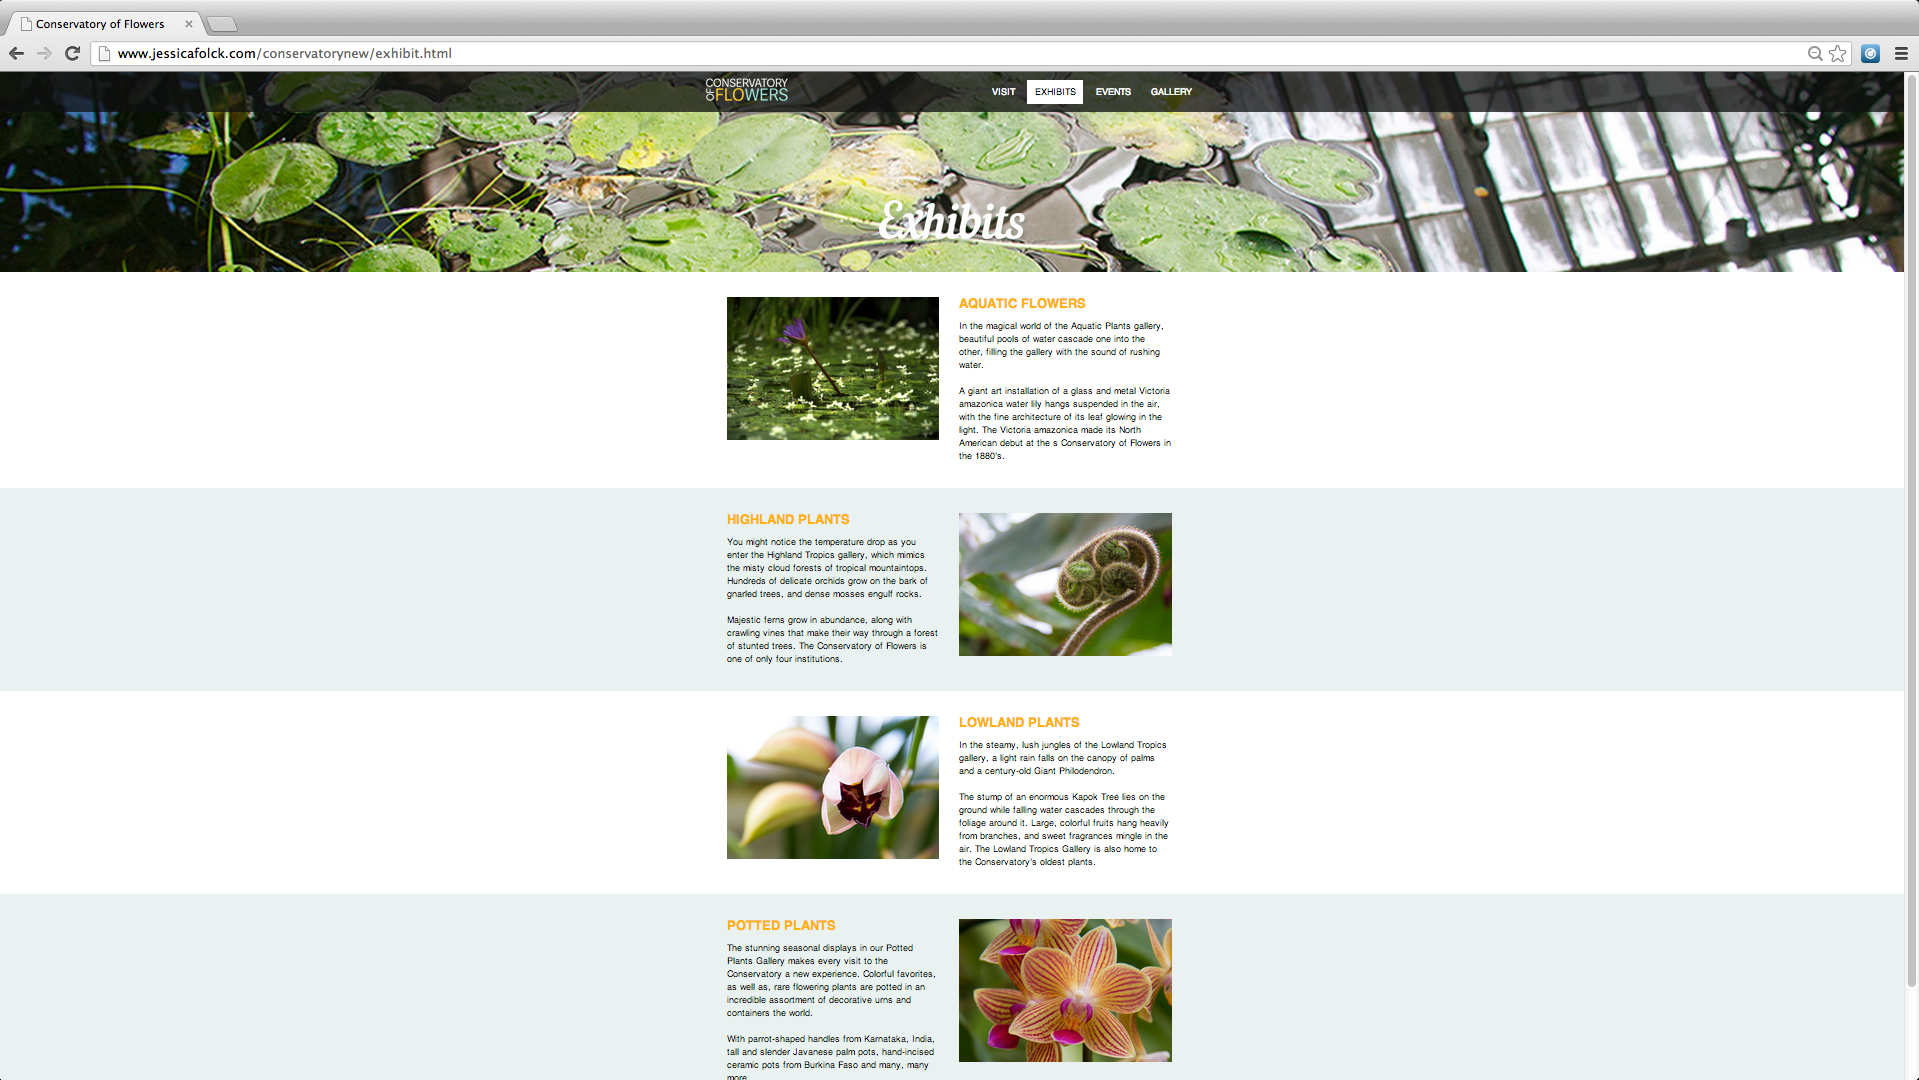 Conservatory of Flowers
www.jessicafolck.com/conservatorynew/exhibit.html
CONSERVATORY
OF FLOWERS
VISIT EXHIBITS EVENTS GALLERY
Exhibits
AQUATIC FLOWERS
In the magical world of the Aquatic Plants gallery,
beautiful pools of water cascade one into the
other, filling the gallery with the sound of rushing
water.
A giant art installation of a glass and metal Victoria
amazonica water lily hangs suspended in the air,
with the fine architecture of its leaf glowing in the
light. The Victoria amazonica made its North
American debut at the s Conservatory of Flowers in
the 1880's.
HIGHLAND PLANTS
You might notice the temperature drop as you
enter the Highland Tropics gallery, which mimics
the misty cloud forests of tropical mountaintops.
Hundreds of delicate orchids grow on the bark of
gnarled trees, and dense mosses engulf rocks.
Majestic ferns grow in abundance, along with
crawling vines that make their way through a forest
of stunted trees. The Conservatory of Flowers is
one of only four institutions.
LOWLAND PLANTS
In the steamy, lush jungles of the Lowland Tropics
gallery, a light rain falls on the canopy of palms
and a century-old Giant Philodendron.
The stump of an enormous Kapok Tree lies on the
ground while falling water cascades through the
foliage around it. Large, colorful fruits hang heavily
from branches, and sweet fragrances mingle in the
air. The Lowland Tropics Gallery is also home to
the Conservatory's oldest plants.
POTTED PLANTS
The stunning seasonal displays in our Potted
Plants Gallery makes every visit to the
Conservatory a new experience. Colorful favorites,
as well as, rare flowering plants are potted in an
incredible assortment of decorative urns and
containers the world.
With parrot-shaped handles from Karnataka, India,
tall and slender Javanese palm pots, hand-incised
ceramic pots from Burkina Faso and many, many
more